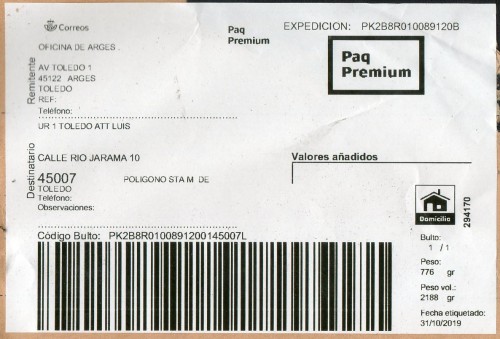 Correos
Paq
Premium
EXPEDICION: PK2B8R010089120B
Remitente
OFICINA DE ARGES .
AV TOLEDO 1
45122 ARGES
TOLEDO
REF:
Teléfono:
Paq
Premium
Destinatario
UR 1 TOLEDO ATT LUIS
CALLE RIO JARAMA 10
45007 POLIGONO STA M DE
TOLEDO
Teléfono:
Observaciones:
Valores añadidos
Domicilio
294170
Código Bulto: PK2B8R0100891200145007L
Bulto:
1 / 1
Peso:
776 gr
Peso vol.:
2188 gr
Fecha etiquetado:
31/10/2019